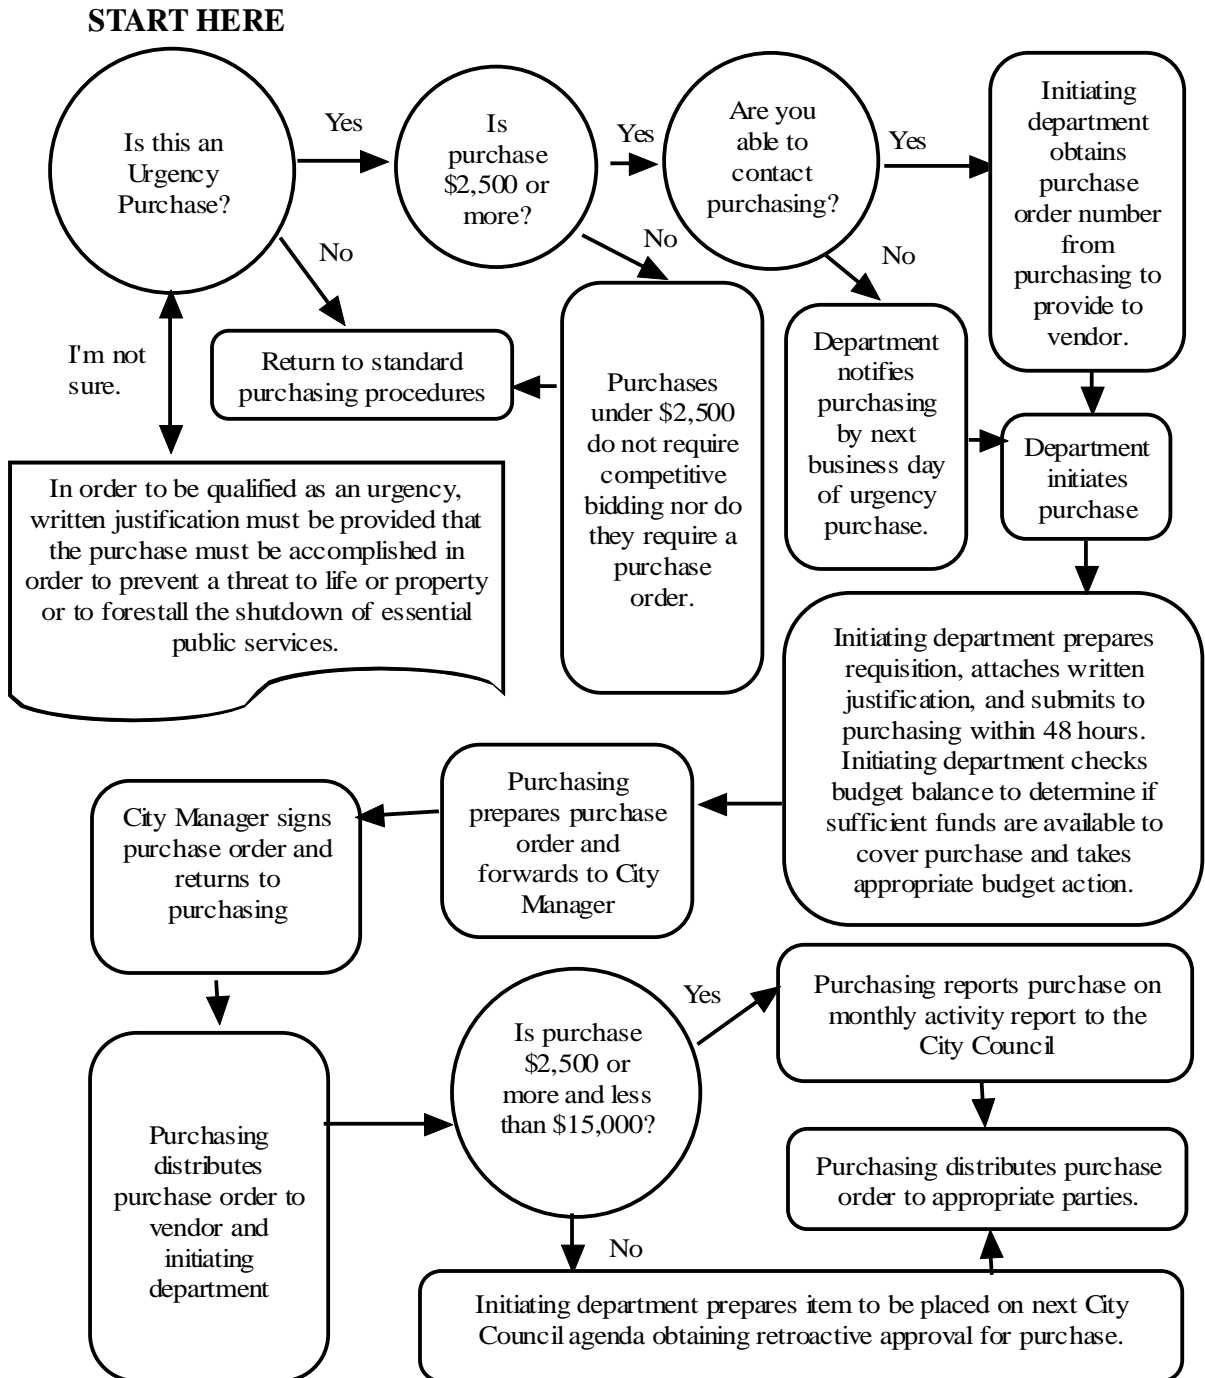 START HERE
Is this an
Urgency
Purchase?
Yes
Is
purchase
$2,500 or
more?
Yes
Are you
able to
contact
purchasing?
Yes
Initiating
department
obtains
purchase
order number
from
purchasing to
provide to
vendor.
No
No
No
I'm not
sure.
Return to standard
purchasing procedures
Purchases
under $2,500
do not require
competitive
bidding nor do
they require a
purchase
order.
Department
notifies
purchasing
by next
business day
of urgency
purchase.
Department
initiates
purchase
In order to be qualified as an urgency,
written justification must be provided that
the purchase must be accomplished in
order to prevent a threat to life or property
or to forestall the shutdown of essential
public services.
Initiating department prepares
requisition, attaches written
justification, and submits to
purchasing within 48 hours.
Initiating department checks
budget balance to determine if
sufficient funds are available to
cover purchase and takes
appropriate budget action.
Purchasing
prepares purchase
order and
forwards to City
Manager
City Manager signs
purchase order and
returns to
purchasing
Purchasing
distributes
purchase order to
vendor and
initiating
department
Is purchase
$2,500 or
more and less
than $15,000?
Yes
Purchasing reports purchase on
monthly activity report to the
City Council
Purchasing distributes purchase
order to appropriate parties.
No
Initiating department prepares item to be placed on next City
Council agenda obtaining retroactive approval for purchase.